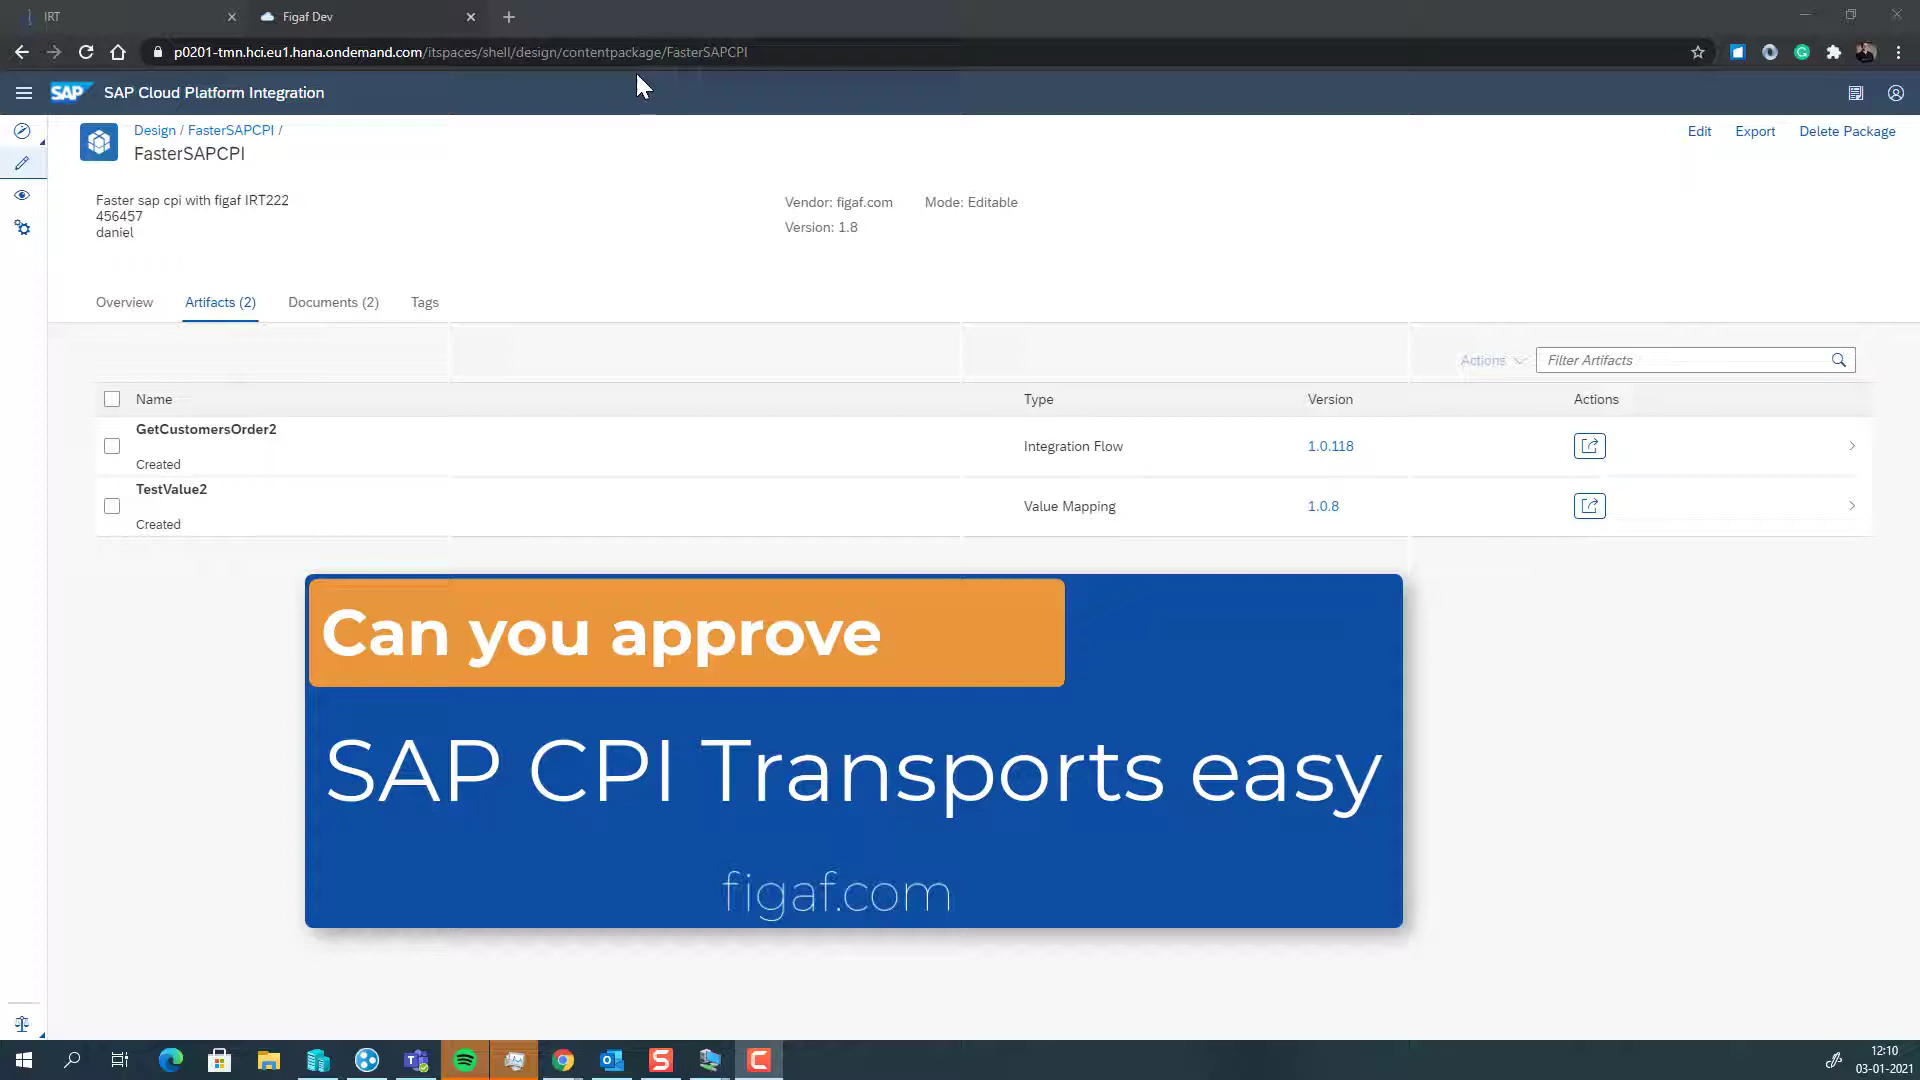 IRT
Figaf Dev
p0201-tmn.hci.eu1.hana.ondemand.com/itspaces/shell/design/contentpackage/FasterSAPCPI
SAP
SAP Cloud Platform Integration
Design / FasterSAPCPI /
FasterSAPCPI
Edit
Export
Delete Package
Faster sap cpi with figaf IRT222
456457
daniel
Vendor: figaf.com
Mode: Editable
Version: 1.8
Overview
Artifacts (2)
Documents (2)
Tags
Actions
Filter Artifacts
Name
Type
Version
Actions
GetCustomersOrder2
Created
Integration Flow
1.0.118
TestValue2
Created
Value Mapping
1.0.8
Can you approve
SAP CPI Transports easy
figaf.com
12:10
03-01-2021